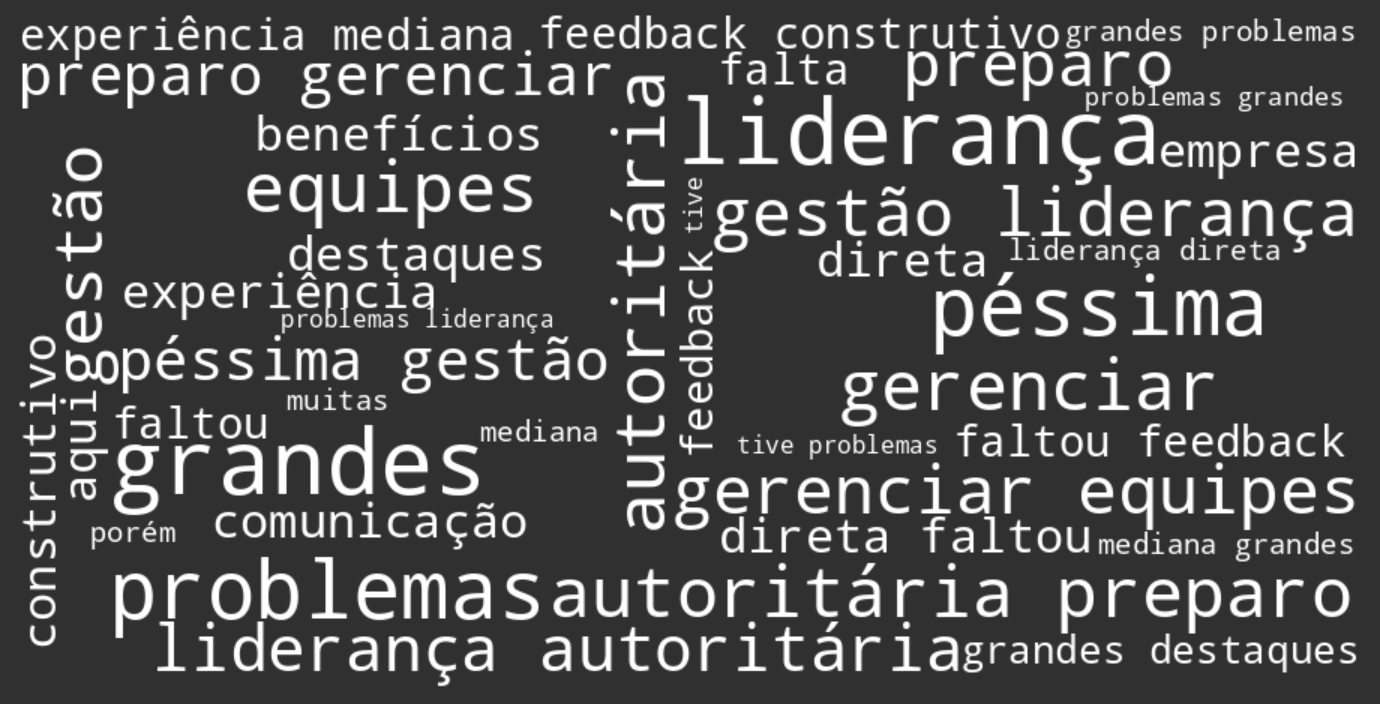 experiência mediana
feedback construtivo
grandes problemas
preparo gerenciar
falta
preparo
problemas grandes
benefícios
liderança
empresa
equipes
autoritária
tive
gestão liderança
gestão
destaques
direta
liderança direta
experiência
problemas liderança
feedback
péssima
péssima gestão
gerenciar
muitas
construtivo
aqui
faltou
mediana
tive problemas
faltou feedback
grandes
gerenciar equipes
porém
comunicação
direta faltou
mediana grandes
problemas
autoritária preparo
liderança autoritária
grandes destaques